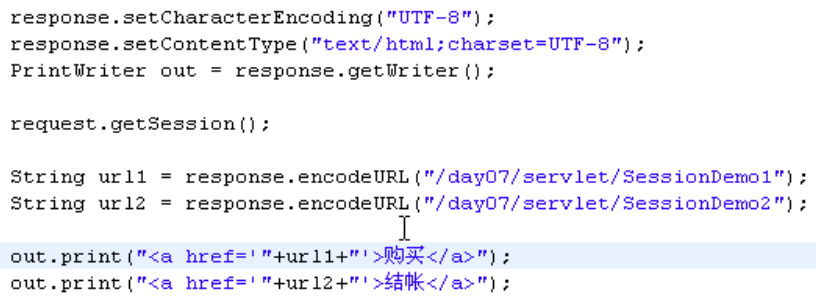 response.setCharacterEncoding("UTF-8");
response.setContentType("text/html;charset=UTF-8");
PrintWriter out = response.getWriter();
request.getSession();
String url1 = response.encodeURL("/day07/servlet/SessionDemo1");
String url2 = response.encodeURL("/day07/servlet/SessionDemo2");
out.print("<a href='"+url1+"'>购买</a>");
out.print("<a href='"+url2+"'>结帐</a>");